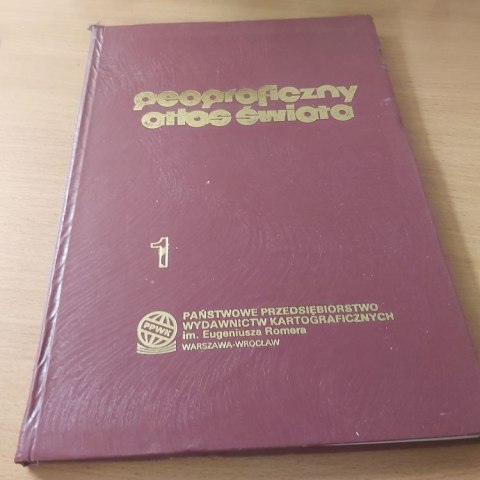 geograficzny
atlas świata
1
PPWK
PAŃSTWOWE PRZEDSIĘBIORSTWO
WYDAWNICTW KARTOGRAFICZNYCH
im. Eugeniusza Romera
WARSZAWA-WROCŁAW